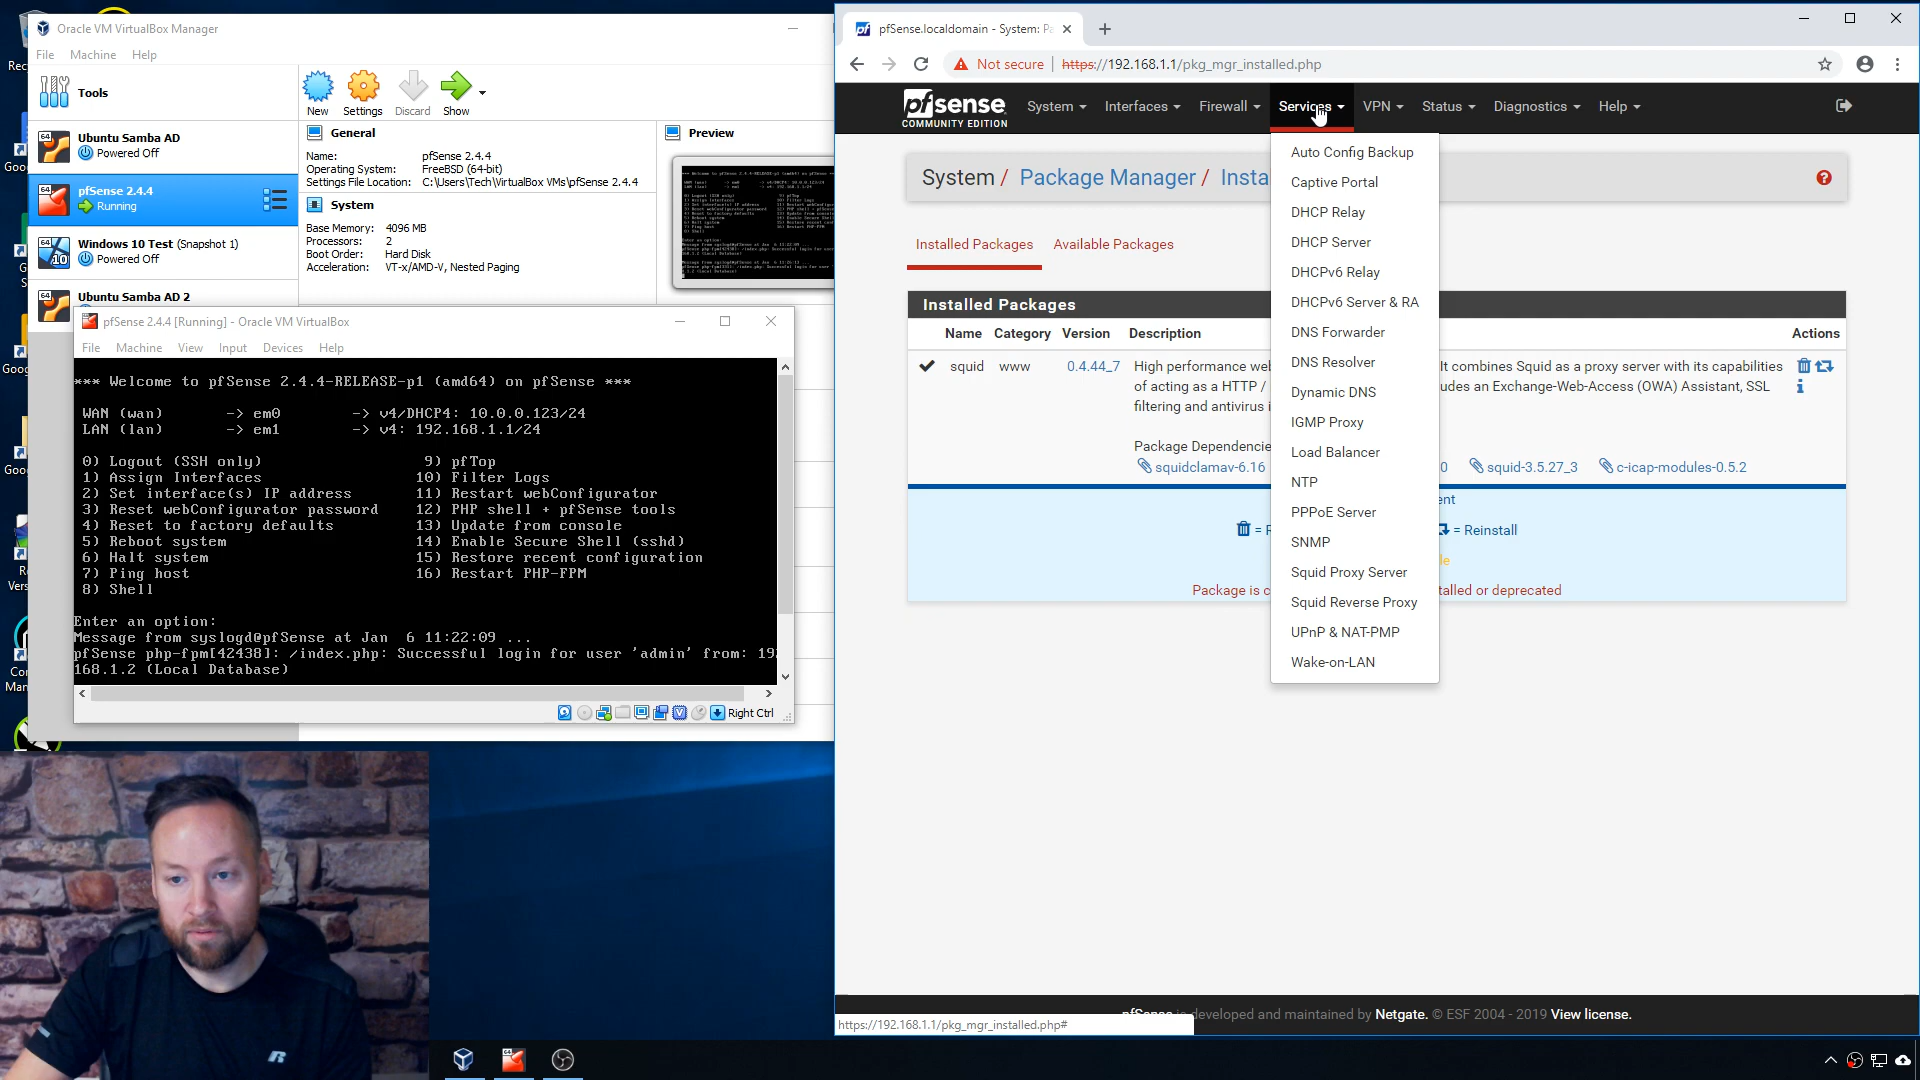 Oracle VM VirtualBox Manager
File Machine Help
Tools
New Settings Discard Show
Ubuntu Samba AD
Powered Off
pfSense 2.4.4
Running
Windows 10 Test (Snapshot 1)
Powered Off
Ubuntu Samba AD 2
General
Name: pfSense 2.4.4
Operating System: FreeBSD (64-bit)
Settings File Location: C:\Users\Tech\VirtualBox VMs\pfSense 2.4.4
System
Base Memory: 4096 MB
Processors: 2
Boot Order: Hard Disk
Acceleration: VT-x/AMD-V, Nested Paging
Preview
pfSense 2.4.4 [Running] - Oracle VM VirtualBox
File Machine View Input Devices Help
*** Welcome to pfSense 2.4.4-RELEASE-p1 (amd64) on pfSense ***
WAN (wan) -> em0 -> v4/DHCP4: 10.0.0.123/24
LAN (lan) -> em1 -> v4: 192.168.1.1/24
0) Logout (SSH only) 9) pfTop
1) Assign Interfaces 10) Filter Logs
2) Set interface(s) IP address 11) Restart webConfigurator
3) Reset webConfigurator password 12) PHP shell + pfSense tools
4) Reset to factory defaults 13) Update from console
5) Reboot system 14) Enable Secure Shell (sshd)
6) Halt system 15) Restore recent configuration
7) Ping host 16) Restart PHP-FPM
8) Shell
Enter an option:
Message from syslogd@pfSense at Jan 6 11:22:09 ...
pfSense php-fpm[42438]: /index.php: Successful login for user 'admin' from: 192
168.1.2 (Local Database)
Right Ctrl
pfSense.localdomain - System: Pa
Not secure | https://192.168.1.1/pkg_mgr_installed.php
pfsense
COMMUNITY EDITION
System Interfaces Firewall Services VPN Status Diagnostics Help
System / Package Manager / Insta
Installed Packages Available Packages
Installed Packages
Name Category Version Description Actions
squid www 0.4.44_7 High performance web It combines Squid as a proxy server with its capabilities
of acting as a HTTP / udes an Exchange-Web-Access (OWA) Assistant, SSL
filtering and antivirus i
Package Dependencie
squidclamav-6.16 0 squid-3.5.27_3 c-icap-modules-0.5.2
ent
= R = Reinstall
le
Package is c talled or deprecated
Auto Config Backup
Captive Portal
DHCP Relay
DHCP Server
DHCPv6 Relay
DHCPv6 Server & RA
DNS Forwarder
DNS Resolver
Dynamic DNS
IGMP Proxy
Load Balancer
NTP
PPPoE Server
SNMP
Squid Proxy Server
Squid Reverse Proxy
UPnP & NAT-PMP
Wake-on-LAN
pfSense is developed and maintained by Netgate. © ESF 2004 - 2019 View license.
https://192.168.1.1/pkg_mgr_installed.php#